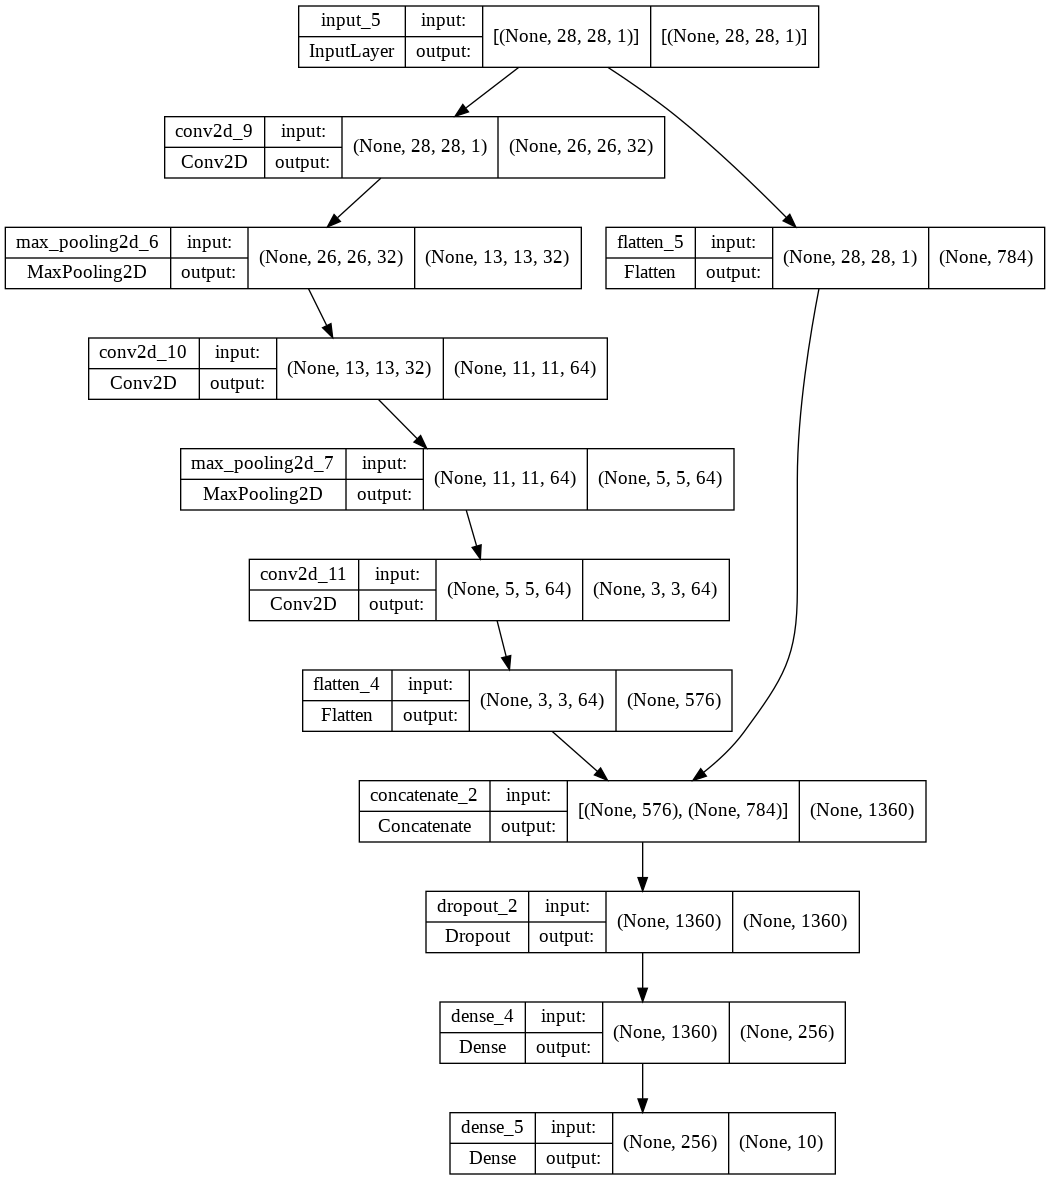 input_5 input: [(None, 28, 28, 1)] [(None, 28, 28, 1)]
InputLayer output:
conv2d_9 input: (None, 28, 28, 1) (None, 26, 26, 32)
Conv2D output:
max_pooling2d_6 input: (None, 26, 26, 32) (None, 13, 13, 32)
MaxPooling2D output:
flatten_5 input: (None, 28, 28, 1) (None, 784)
Flatten output:
conv2d_10 input: (None, 13, 13, 32) (None, 11, 11, 64)
Conv2D output:
max_pooling2d_7 input: (None, 11, 11, 64) (None, 5, 5, 64)
MaxPooling2D output:
conv2d_11 input: (None, 5, 5, 64) (None, 3, 3, 64)
Conv2D output:
flatten_4 input: (None, 3, 3, 64) (None, 576)
Flatten output:
concatenate_2 input: [(None, 576), (None, 784)] (None, 1360)
Concatenate output:
dropout_2 input: (None, 1360) (None, 1360)
Dropout output:
dense_4 input: (None, 1360) (None, 256)
Dense output:
dense_5 input: (None, 256) (None, 10)
Dense output: